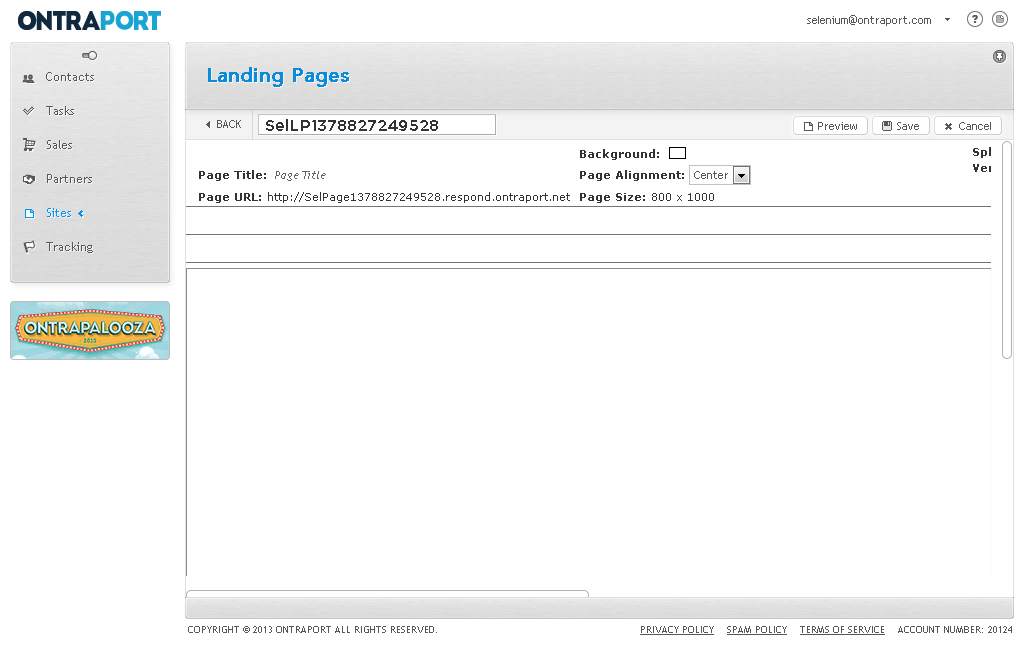 ONTRAPORT
selenium@ontraport.com
?
Contacts
Tasks
Sales
Partners
Sites
Tracking
ONTRAPALOOZA
2013
Landing Pages
BACK
SelLP1378827249528
Preview
Save
Cancel
Background:
Spl
Page Title: Page Title
Page Alignment: Center
Ver
Page URL: http://SelPage1378827249528.respond.ontraport.net
Page Size: 800 x 1000
COPYRIGHT © 2013 ONTRAPORT ALL RIGHTS RESERVED.
PRIVACY POLICY
SPAM POLICY
TERMS OF SERVICE
ACCOUNT NUMBER: 20124